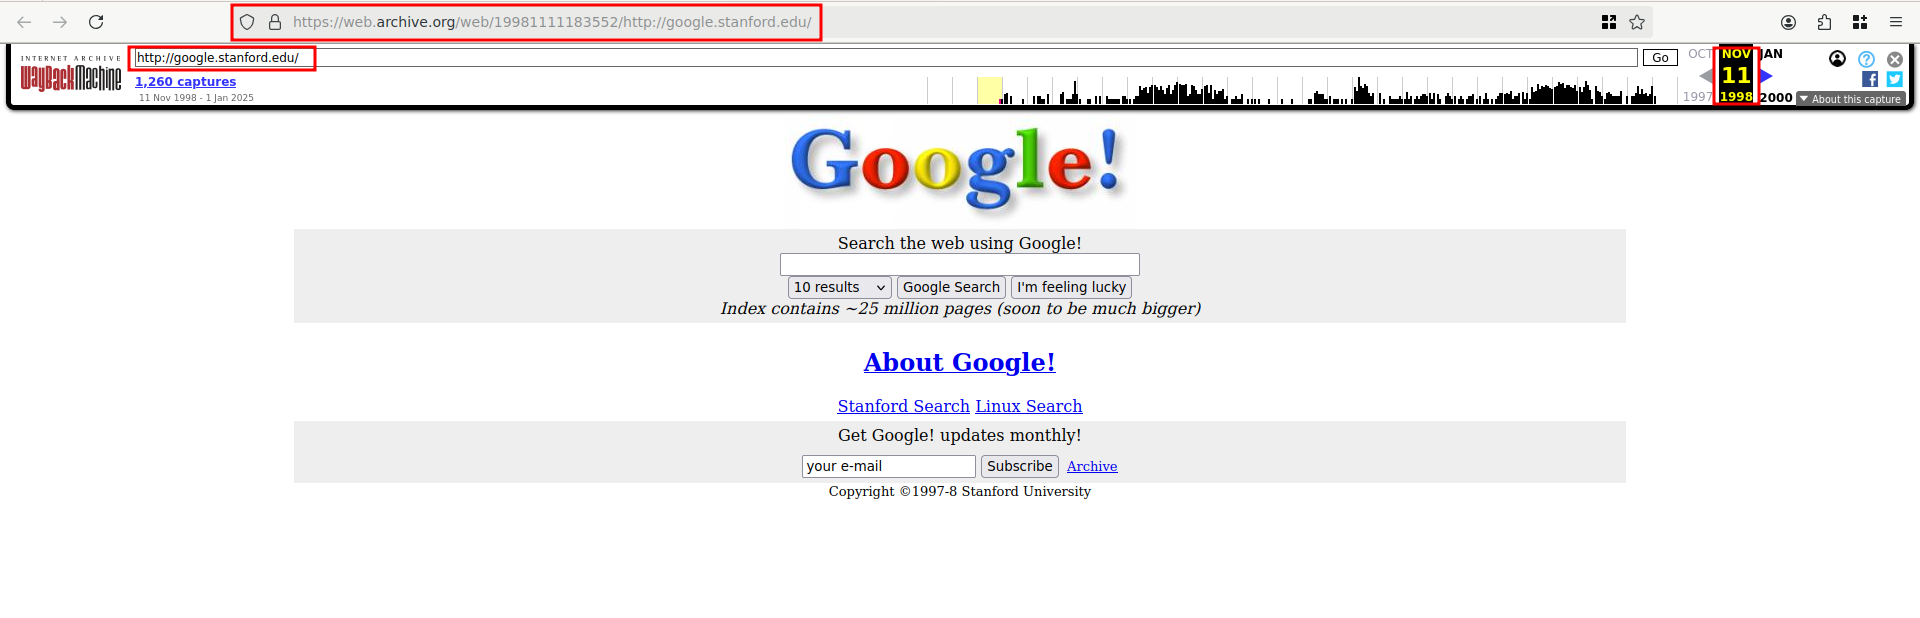 https://web.archive.org/web/19981111183552/http://google.stanford.edu/
INTERNET ARCHIVE
WayBackMachine
http://google.stanford.edu/
Go
OCT NOV JAN
1,260 captures
11
11 Nov 1998 - 1 Jan 2025
1997 1998 2000
About this capture
Google!
Search the web using Google!
10 results Google Search I'm feeling lucky
Index contains ~25 million pages (soon to be much bigger)
About Google!
Stanford Search Linux Search
Get Google! updates monthly!
your e-mail Subscribe Archive
Copyright ©1997-8 Stanford University